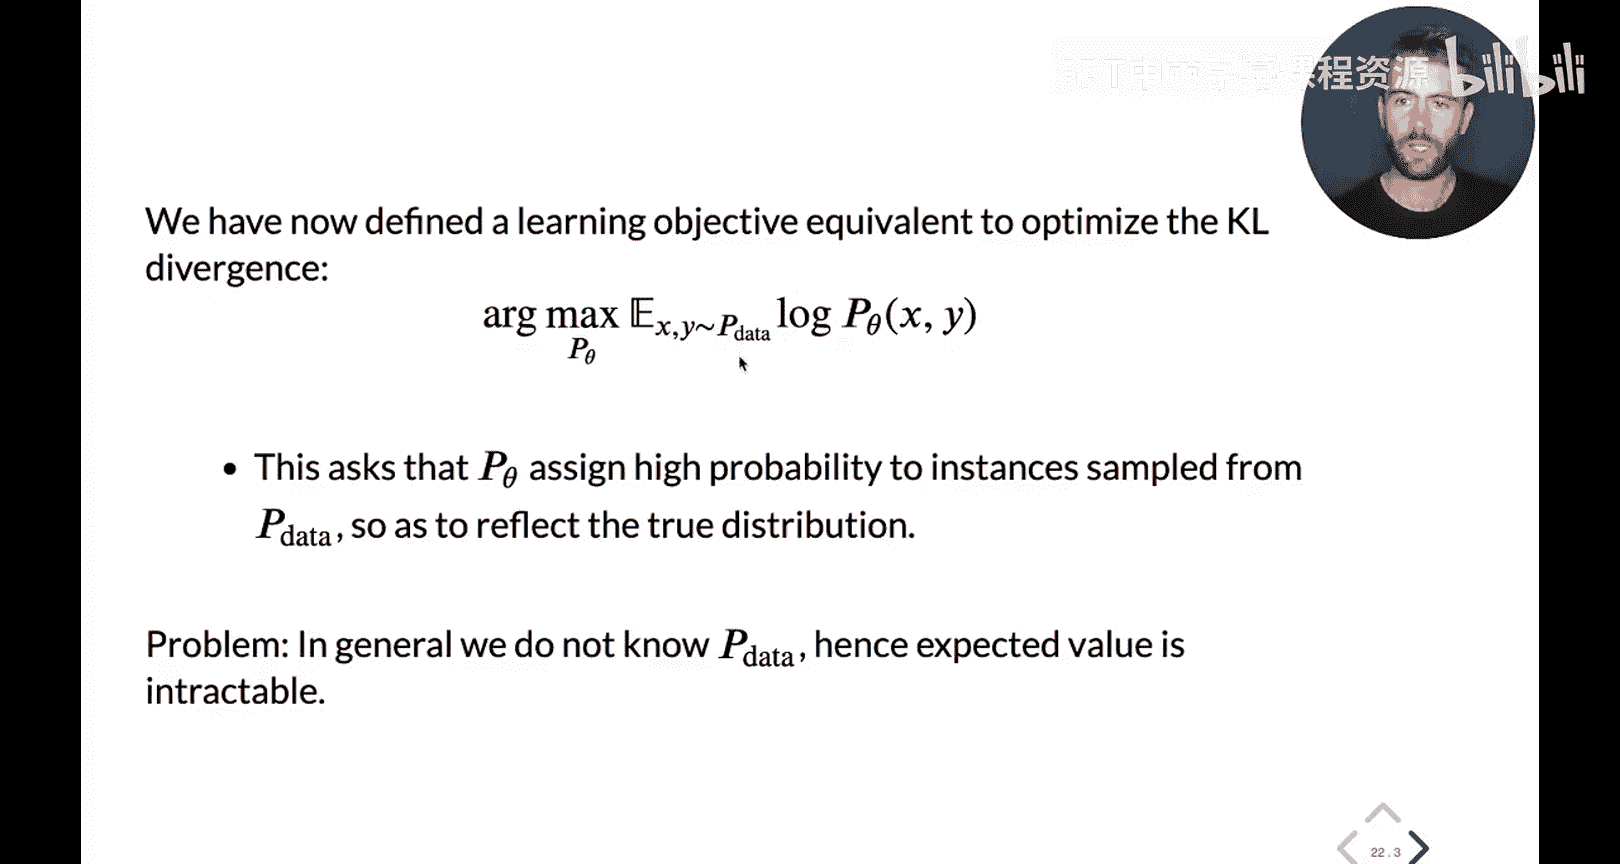 程资源 bilibili
We have now defined a learning objective equivalent to optimize the KL
divergence:
arg max 𝔼x,y∼Pdata log Pθ(x, y)
Pθ
• This asks that Pθ assign high probability to instances sampled from
Pdata, so as to reflect the true distribution.
Problem: In general we do not know Pdata, hence expected value is
intractable.
22.3